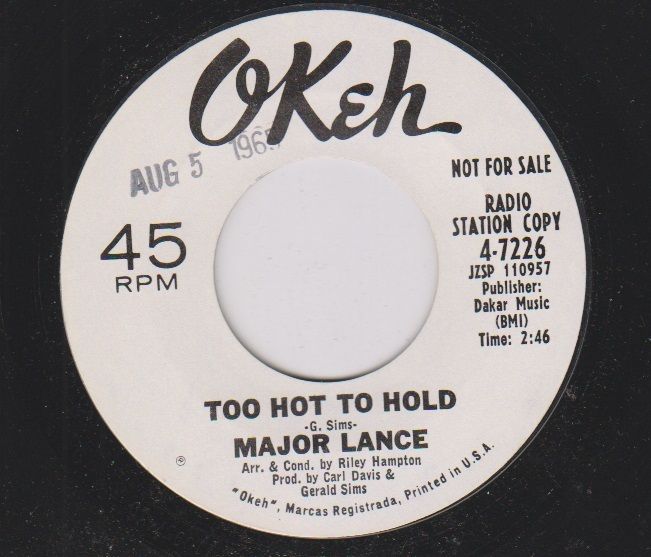 OKeh
AUG 5 1965
NOT FOR SALE
RADIO
STATION COPY
4-7226
JZSP 110957
Publisher:
Dakar Music
(BMI)
Time: 2:46
45
RPM
TOO HOT TO HOLD
-G. Sims-
MAJOR LANCE
Arr. & Cond. by Riley Hampton
Prod. by Carl Davis &
Gerald Sims
℗
"Okeh", Marcas Registrada, Printed in U.S.A.